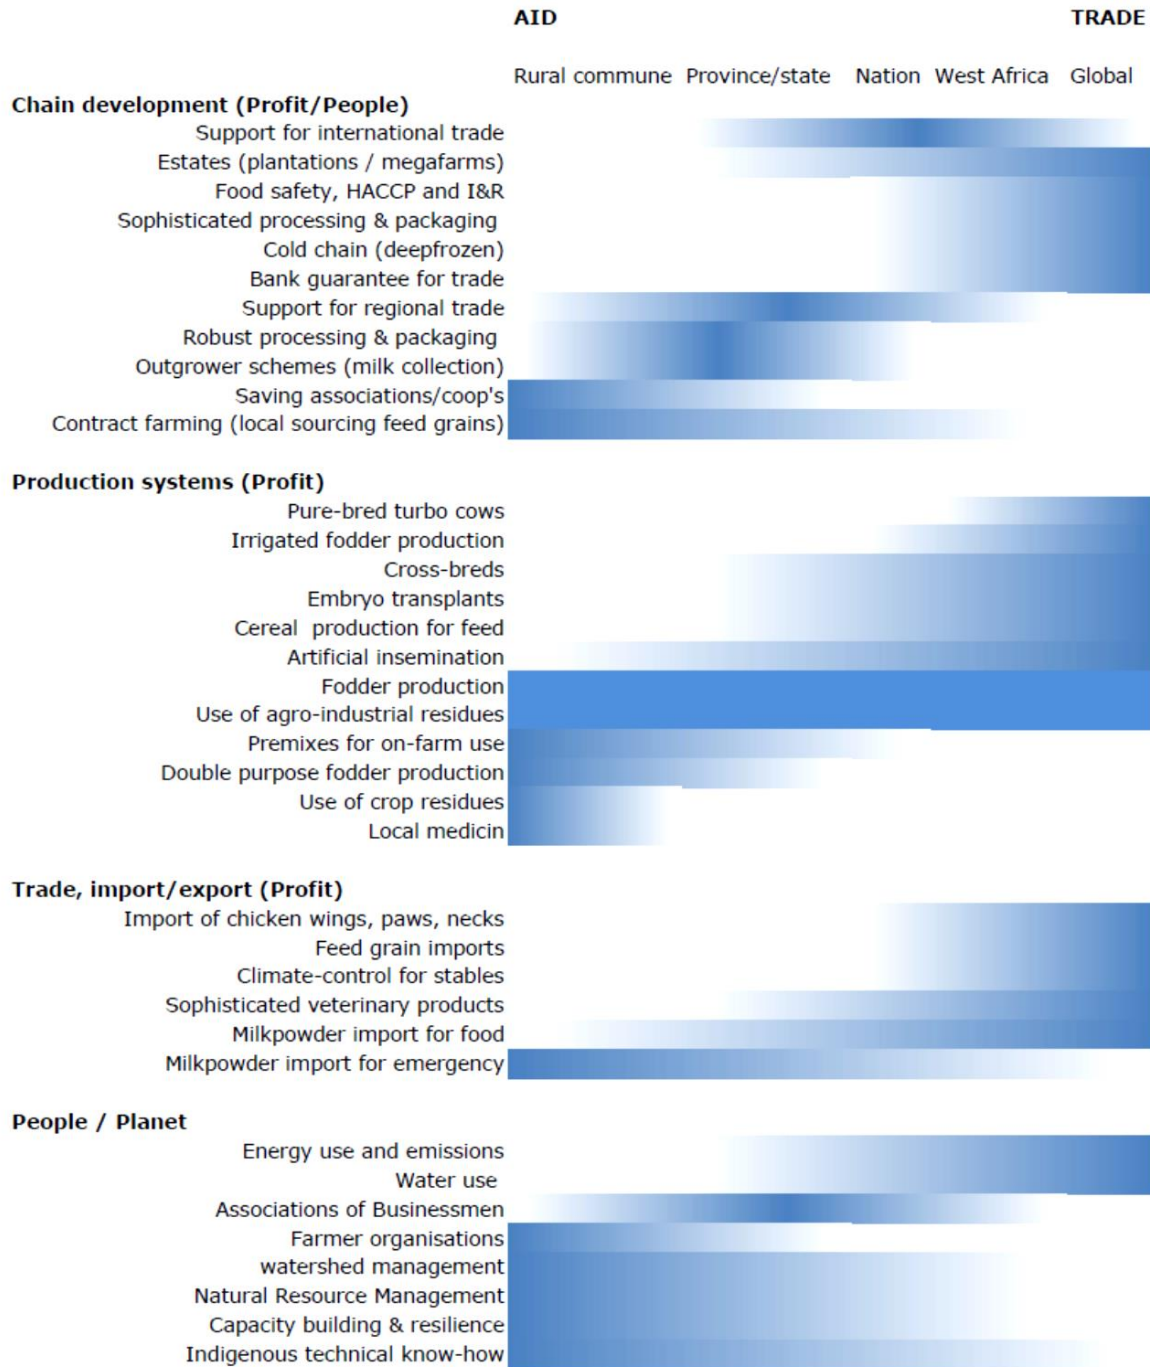 AID TRADE
Rural commune Province/state Nation West Africa Global
Chain development (Profit/People)
Support for international trade
Estates (plantations / megafarms)
Food safety, HACCP and I&R
Sophisticated processing & packaging
Cold chain (deepfrozen)
Bank guarantee for trade
Support for regional trade
Robust processing & packaging
Outgrower schemes (milk collection)
Saving associations/coop's
Contract farming (local sourcing feed grains)
Production systems (Profit)
Pure-bred turbo cows
Irrigated fodder production
Cross-breds
Embryo transplants
Cereal production for feed
Artificial insemination
Fodder production
Use of agro-industrial residues
Premixes for on-farm use
Double purpose fodder production
Use of crop residues
Local medicin
Trade, import/export (Profit)
Import of chicken wings, paws, necks
Feed grain imports
Climate-control for stables
Sophisticated veterinary products
Milkpowder import for food
Milkpowder import for emergency
People / Planet
Energy use and emissions
Water use
Associations of Businessmen
Farmer organisations
watershed management
Natural Resource Management
Capacity building & resilience
Indigenous technical know-how